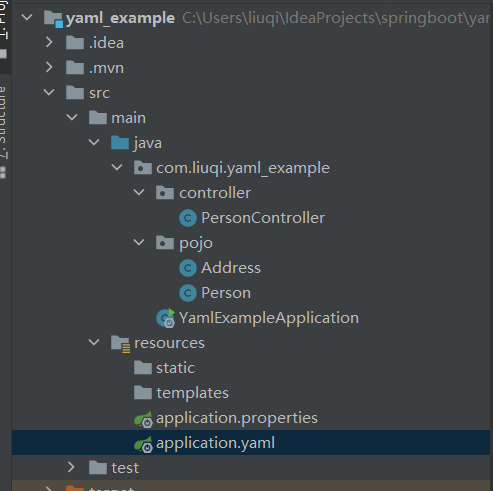 yaml_example C:\Users\liuqi\IdeaProjects\springboot\yar
.idea
.mvn
src
main
java
com.liuqi.yaml_example
controller
PersonController
pojo
Address
Person
YamlExampleApplication
resources
static
templates
application.properties
application.yaml
test
Z: Structure